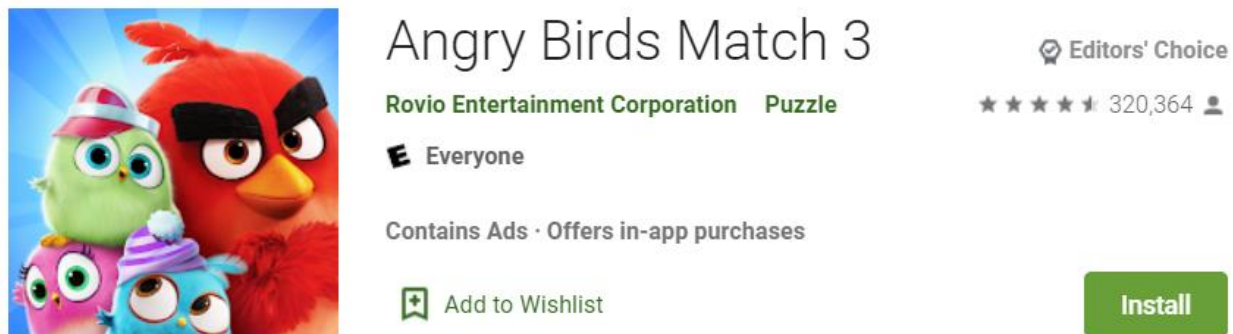 Angry Birds Match 3
Editors' Choice
Rovio Entertainment Corporation Puzzle
320,364
E Everyone
Contains Ads · Offers in-app purchases
Add to Wishlist
Install